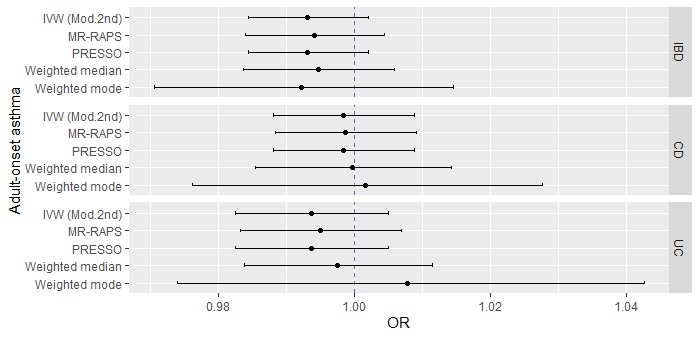 Adult-onset asthma
IVW (Mod.2nd)
MR-RAPS
PRESSO
Weighted median
Weighted mode
IBD
IVW (Mod.2nd)
MR-RAPS
PRESSO
Weighted median
Weighted mode
CD
IVW (Mod.2nd)
MR-RAPS
PRESSO
Weighted median
Weighted mode
UC
0.98 1.00 1.02 1.04
OR